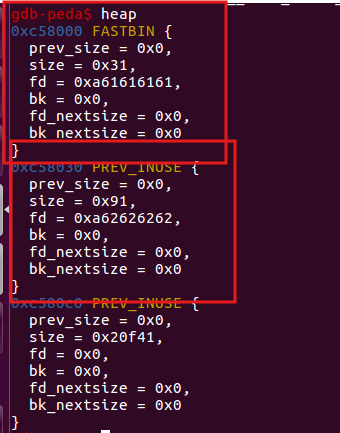 gdb-peda$ heap
0xc58000 FASTBIN {
  prev_size = 0x0,
  size = 0x31,
  fd = 0xa61616161,
  bk = 0x0,
  fd_nextsize = 0x0,
  bk_nextsize = 0x0
}
0xc58030 PREV_INUSE {
  prev_size = 0x0,
  size = 0x91,
  fd = 0xa62626262,
  bk = 0x0,
  fd_nextsize = 0x0,
  bk_nextsize = 0x0
}
0xc580c0 PREV_INUSE {
  prev_size = 0x0,
  size = 0x20f41,
  fd = 0x0,
  bk = 0x0,
  fd_nextsize = 0x0,
  bk_nextsize = 0x0
}